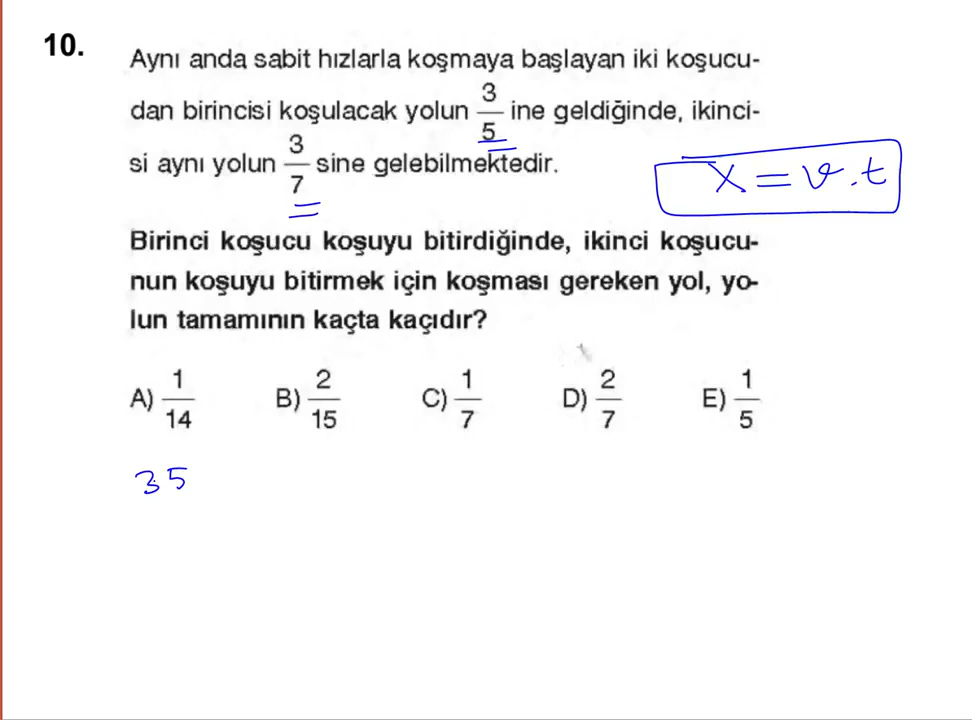 10.
Aynı anda sabit hızlarla koşmaya başlayan iki koşucu-
dan birincisi koşulacak yolun 3/5 ine geldiğinde, ikinci-
si aynı yolun 3/7 sine gelebilmektedir.
x = v.t
Birinci koşucu koşuyu bitirdiğinde, ikinci koşucu-
nun koşuyu bitirmek için koşması gereken yol, yo-
lun tamamının kaçta kaçıdır?
A) 1/14 B) 2/15 C) 1/7 D) 2/7 E) 1/5
35